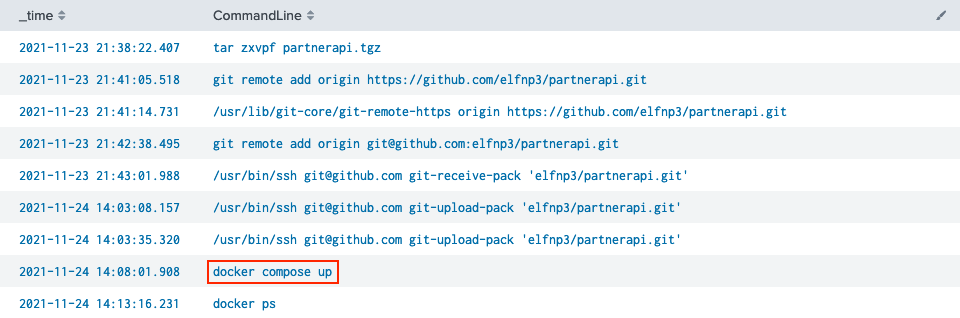 _time CommandLine
2021-11-23 21:38:22.407 tar zxvpf partnerapi.tgz
2021-11-23 21:41:05.518 git remote add origin https://github.com/elfnp3/partnerapi.git
2021-11-23 21:41:14.731 /usr/lib/git-core/git-remote-https origin https://github.com/elfnp3/partnerapi.git
2021-11-23 21:42:38.495 git remote add origin git@github.com:elfnp3/partnerapi.git
2021-11-23 21:43:01.988 /usr/bin/ssh git@github.com git-receive-pack 'elfnp3/partnerapi.git'
2021-11-24 14:03:08.157 /usr/bin/ssh git@github.com git-upload-pack 'elfnp3/partnerapi.git'
2021-11-24 14:03:35.320 /usr/bin/ssh git@github.com git-upload-pack 'elfnp3/partnerapi.git'
2021-11-24 14:08:01.908 docker compose up
2021-11-24 14:13:16.231 docker ps